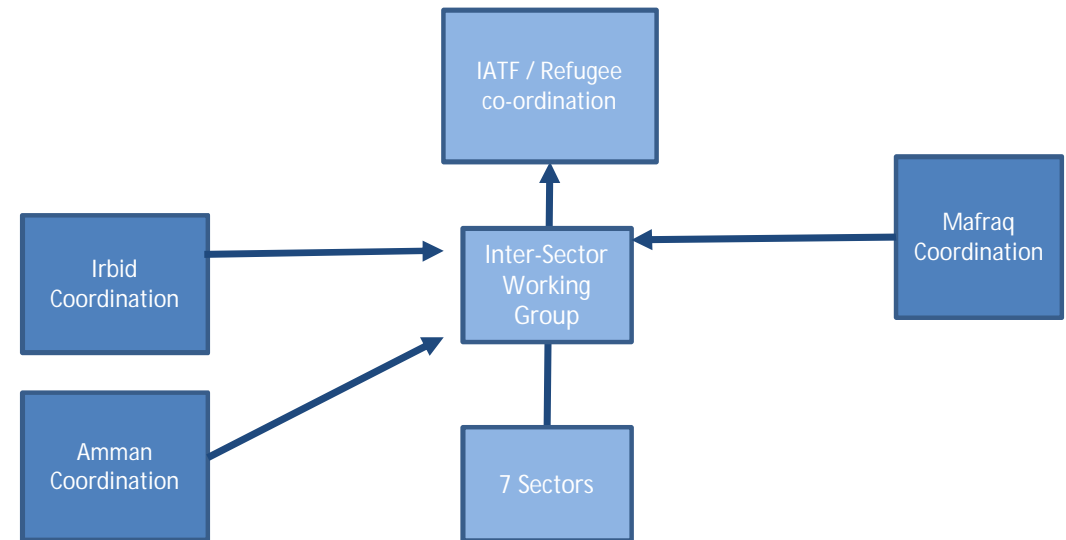 IATF / Refugee
co-ordination
Mafraq
Coordination
Irbid
Coordination
Inter-Sector
Working
Group
Amman
Coordination
7 Sectors